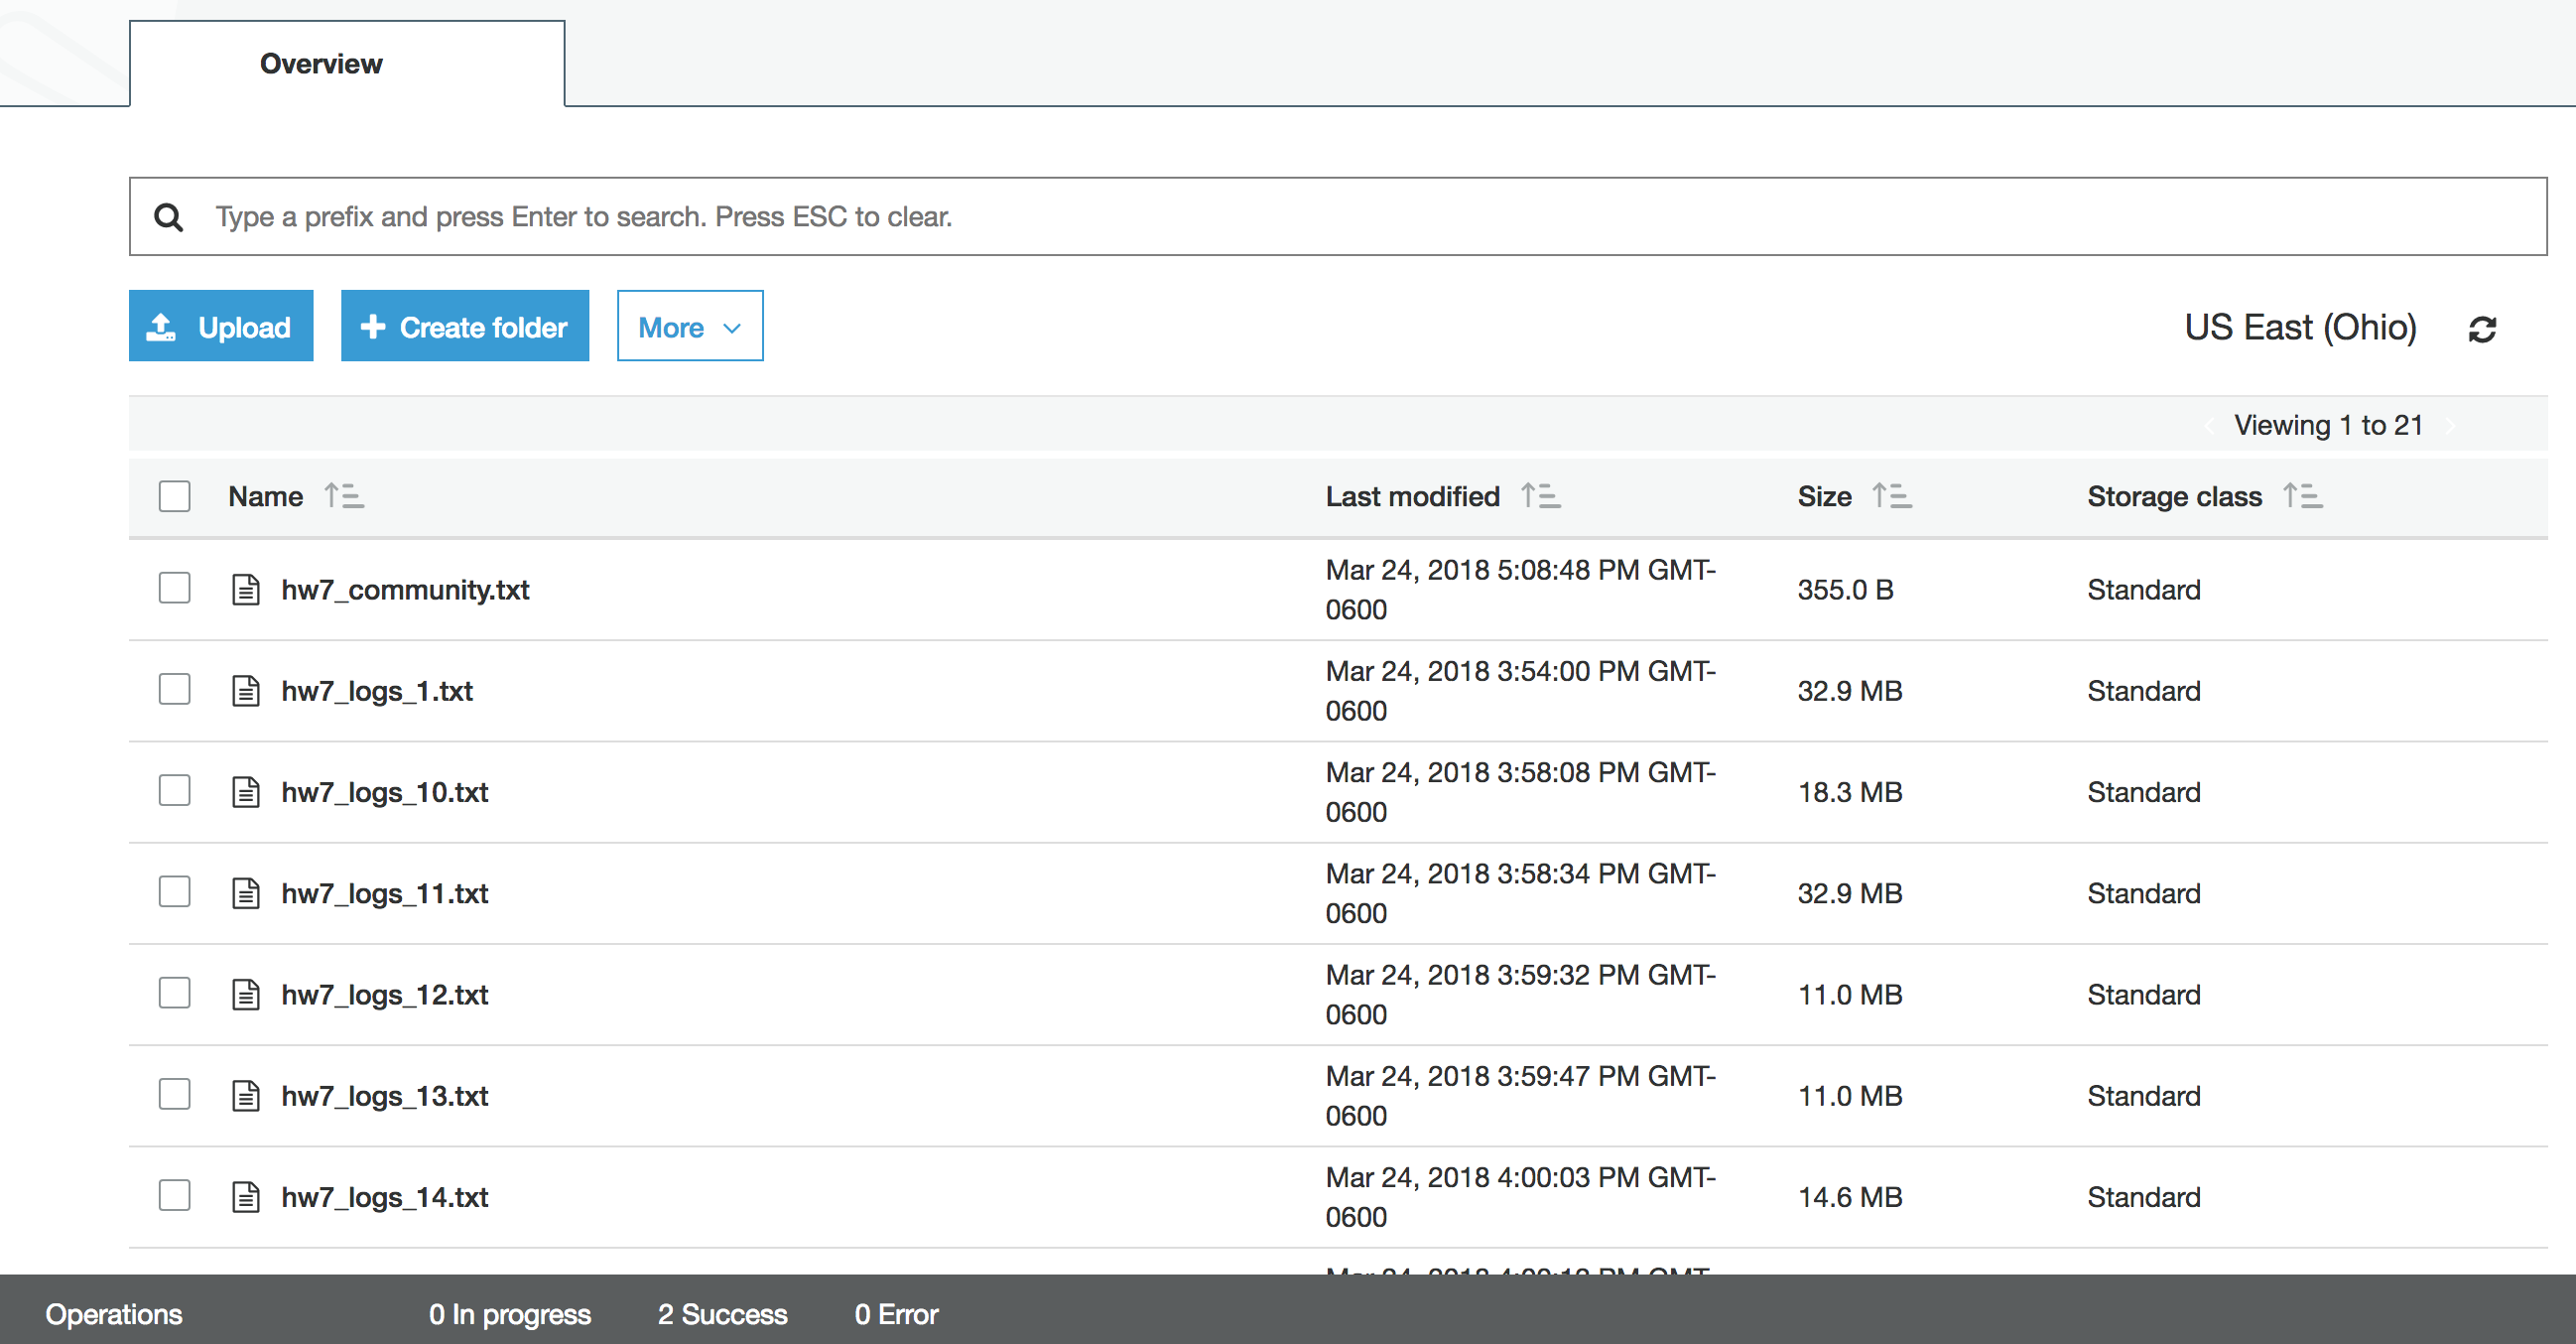 Overview
Type a prefix and press Enter to search. Press ESC to clear.
Upload
Create folder
More
US East (Ohio)
Viewing 1 to 21
Name Last modified Size Storage class
hw7_community.txt Mar 24, 2018 5:08:48 PM GMT-
0600 355.0 B Standard
hw7_logs_1.txt Mar 24, 2018 3:54:00 PM GMT-
0600 32.9 MB Standard
hw7_logs_10.txt Mar 24, 2018 3:58:08 PM GMT-
0600 18.3 MB Standard
hw7_logs_11.txt Mar 24, 2018 3:58:34 PM GMT-
0600 32.9 MB Standard
hw7_logs_12.txt Mar 24, 2018 3:59:32 PM GMT-
0600 11.0 MB Standard
hw7_logs_13.txt Mar 24, 2018 3:59:47 PM GMT-
0600 11.0 MB Standard
hw7_logs_14.txt Mar 24, 2018 4:00:03 PM GMT-
0600 14.6 MB Standard
Operations 0 In progress 2 Success 0 Error